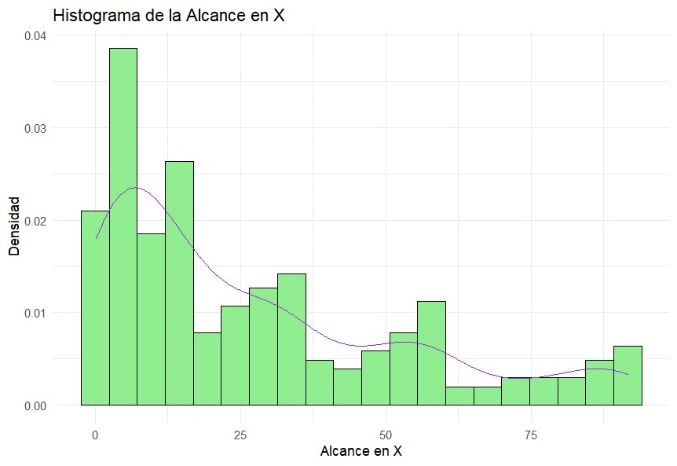 Histograma de la Alcance en X
0.04
0.03
0.02
0.01
0.00
Densidad
0 25 50 75
Alcance en X